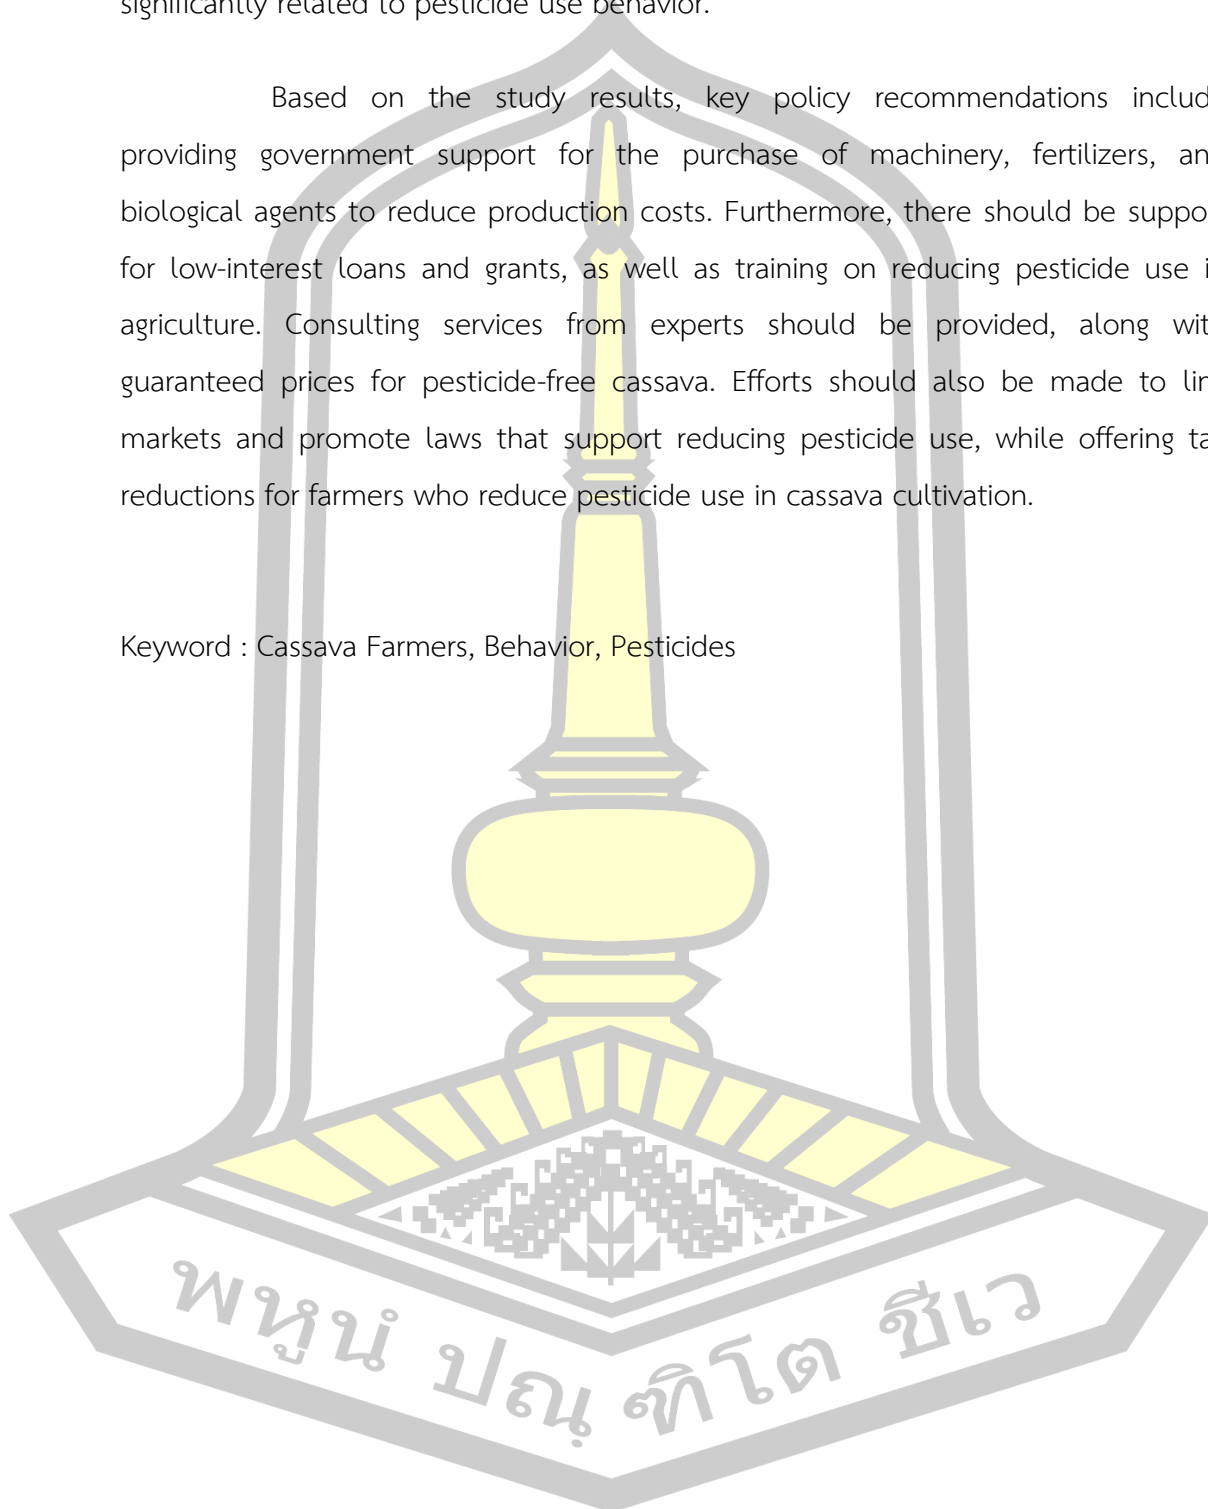 significantly related to pesticide use behavior.
Based on the study results, key policy recommendations includ
providing government support for the purchase of machinery, fertilizers, an
biological agents to reduce production costs. Furthermore, there should be suppo
for low-interest loans and grants, as well as training on reducing pesticide use i
agriculture. Consulting services from experts should be provided, along wit
guaranteed prices for pesticide-free cassava. Efforts should also be made to lin
markets and promote laws that support reducing pesticide use, while offering ta
reductions for farmers who reduce pesticide use in cassava cultivation.
Keyword : Cassava Farmers, Behavior, Pesticides
พหูนํ ปณฺ ฑิโต ชีเว